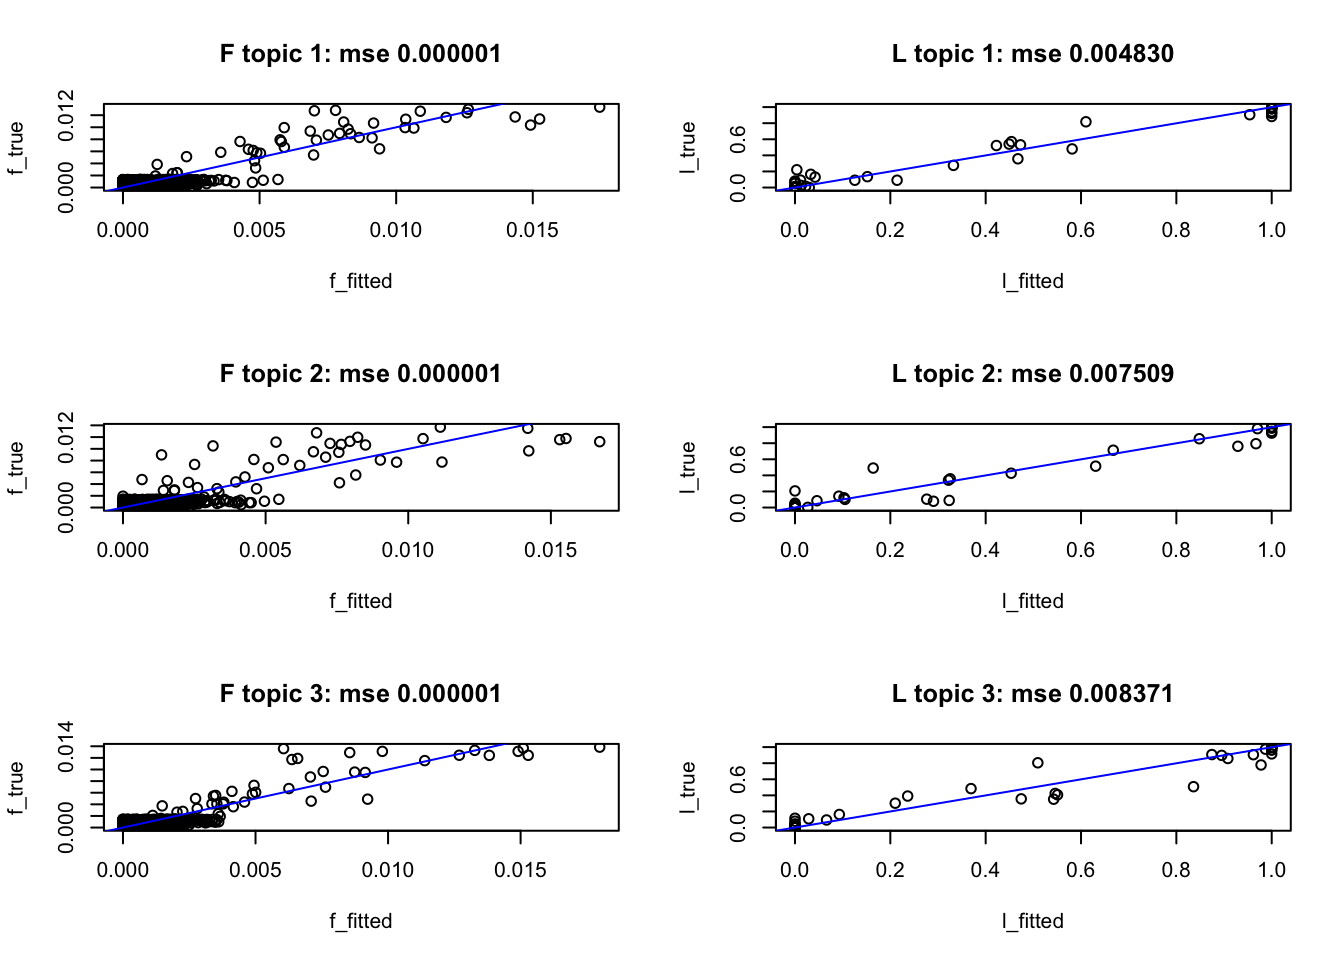 F topic 1: mse 0.000001
f_true
0.000 0.012
0.000 0.005 0.010 0.015
f_fitted
L topic 1: mse 0.004830
l_true
0.0 0.6
0.0 0.2 0.4 0.6 0.8 1.0
l_fitted
F topic 2: mse 0.000001
f_true
0.000 0.012
0.000 0.005 0.010 0.015
f_fitted
L topic 2: mse 0.007509
l_true
0.0 0.6
0.0 0.2 0.4 0.6 0.8 1.0
l_fitted
F topic 3: mse 0.000001
f_true
0.000 0.014
0.000 0.005 0.010 0.015
f_fitted
L topic 3: mse 0.008371
l_true
0.0 0.6
0.0 0.2 0.4 0.6 0.8 1.0
l_fitted